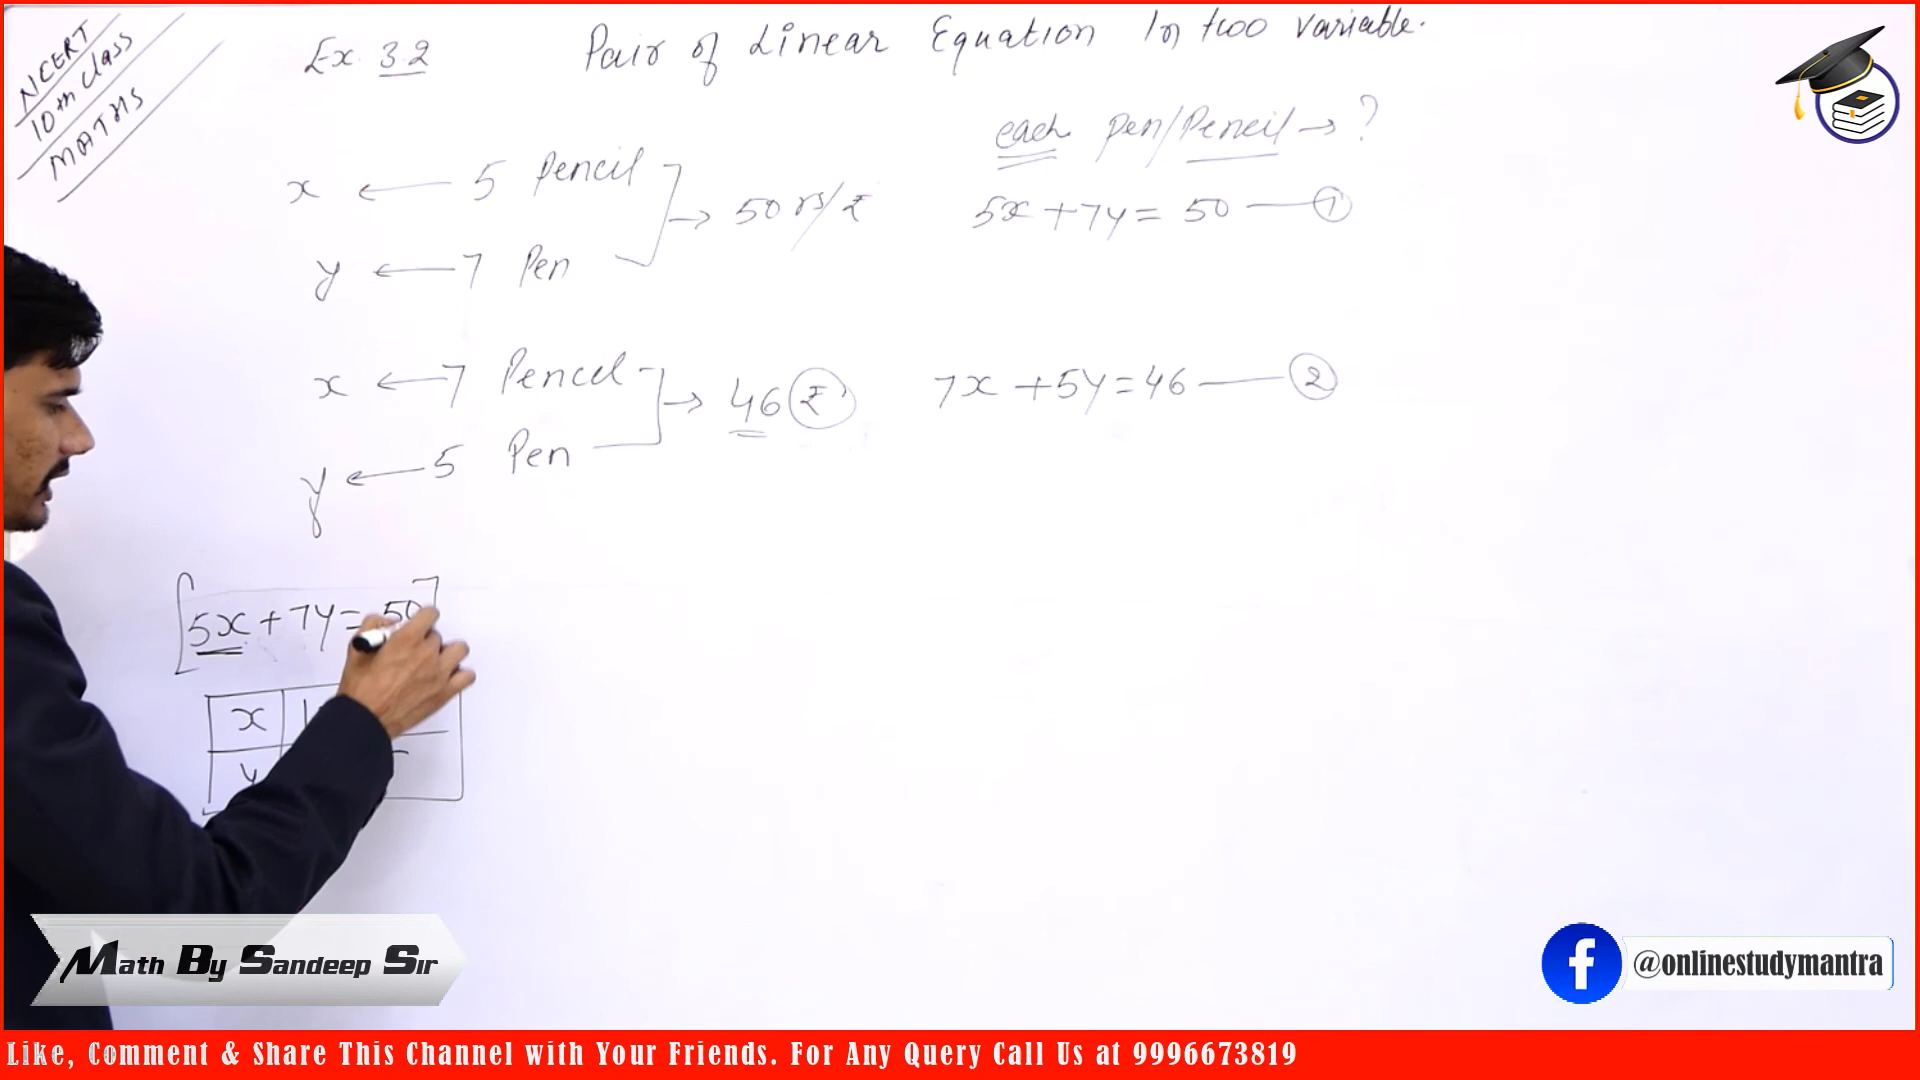 NCERT
10th Class
MATHS
Ex. 3.2 Pair of Linear Equation In two variable.
each pen/Pencil → ?
x ← 5 Pencil
→ 50 rs/₹
5x + 7y = 50 — 1
y ← 7 Pen
x ← 7 Pencel
→ 46 ₹
7x + 5y = 46 — 2
y ← 5 Pen
5x + 7y = 50
x 1
y
Math By Sandeep Sir
@onlinestudymantra
Like, Comment & Share This Channel with Your Friends. For Any Query Call Us at 9996673819